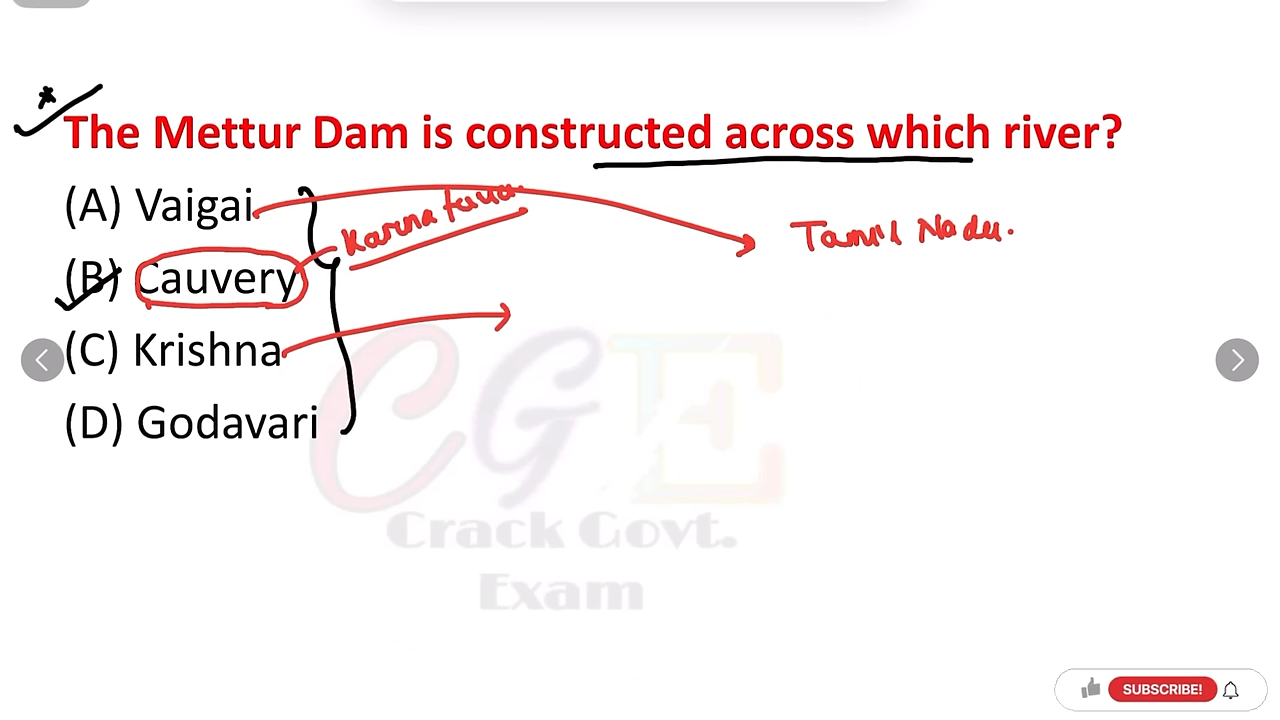 The Mettur Dam is constructed across which river?
(A) Vaigai
Karnataka.
Tamil Nadu.
(B) Cauvery
(C) Krishna
(D) Godavari
CGE
Crack Govt.
Exam
SUBSCRIBE!